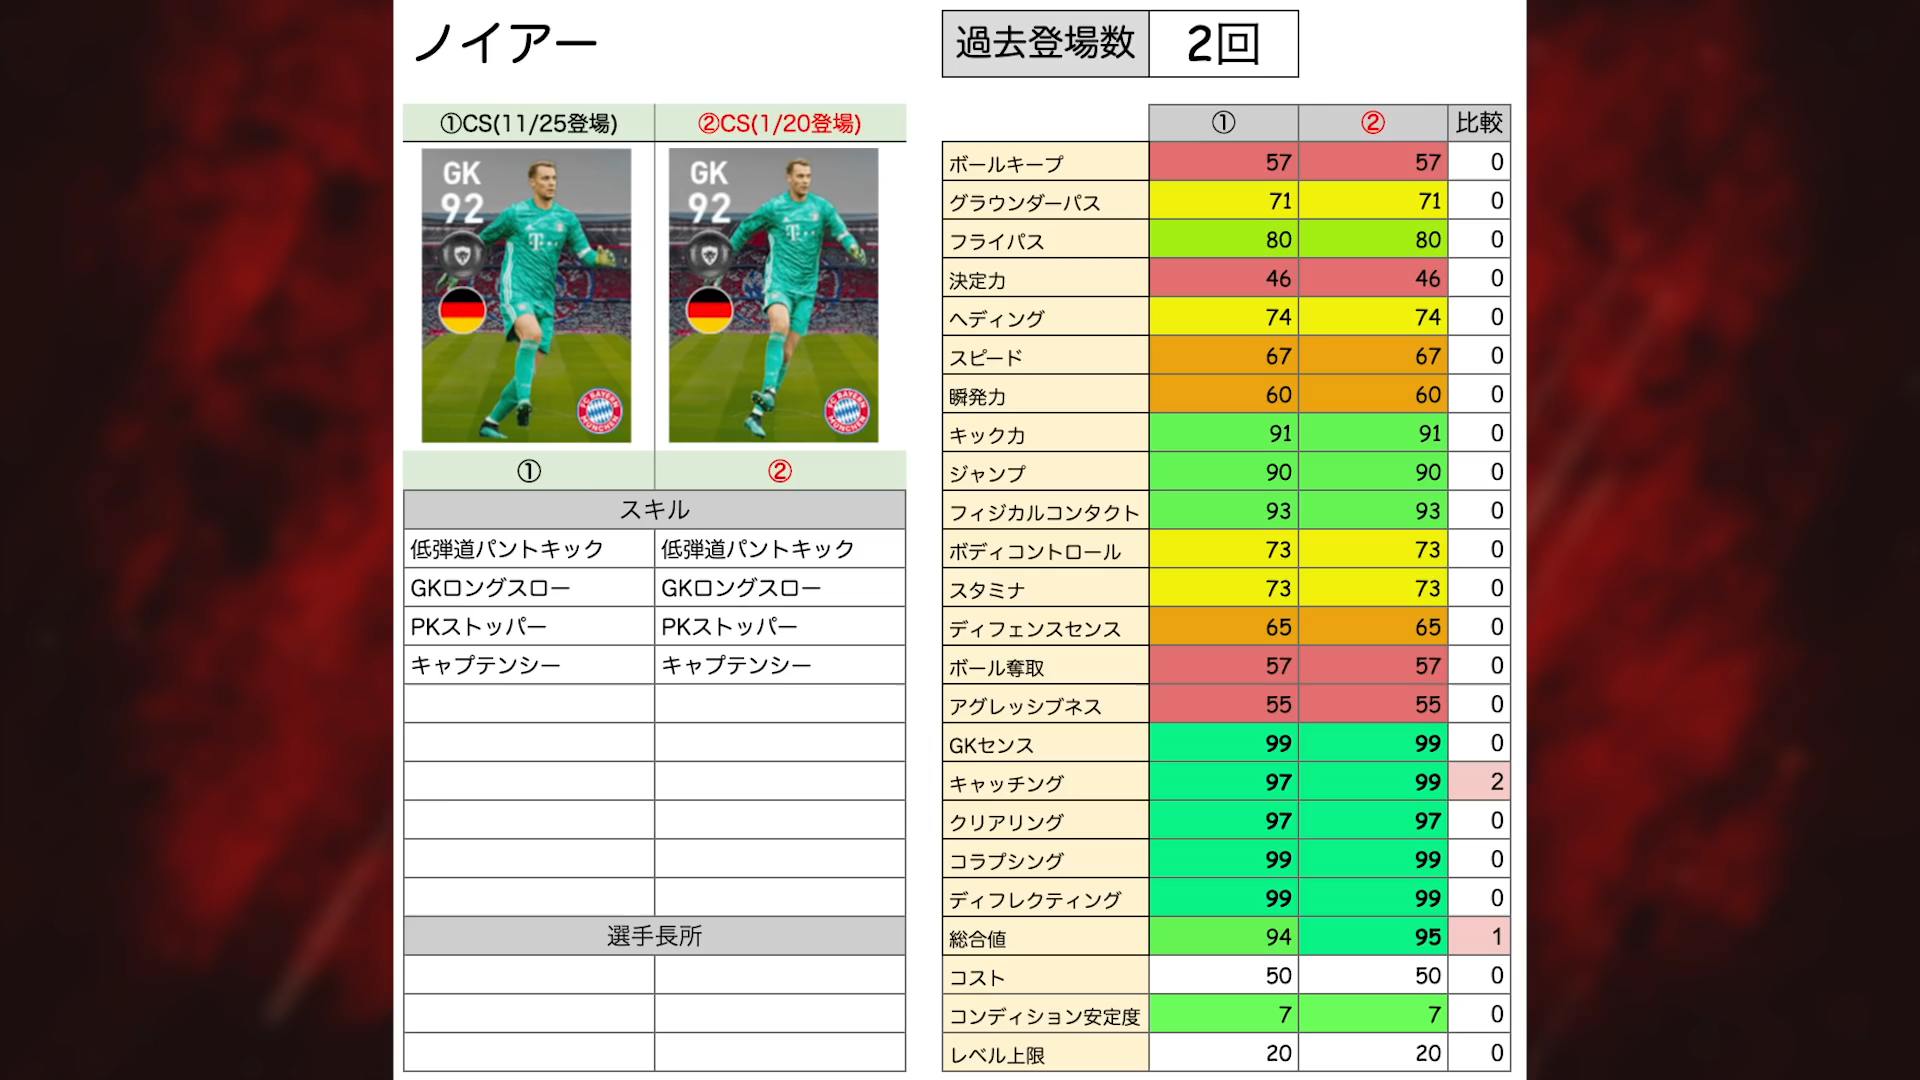 ノイアー
過去登場数 2回
①CS(11/25登場) ②CS(1/20登場)
GK
92
T
FC BAYERN
MÜNCHEN
GK
92
T
FC BAYERN
MÜNCHEN
① ②
スキル
低弾道パントキック 低弾道パントキック
GKロングスロー GKロングスロー
PKストッパー PKストッパー
キャプテンシー キャプテンシー
選手長所
① ② 比較
ボールキープ 57 57 0
グラウンダーパス 71 71 0
フライパス 80 80 0
決定力 46 46 0
ヘディング 74 74 0
スピード 67 67 0
瞬発力 60 60 0
キック力 91 91 0
ジャンプ 90 90 0
フィジカルコンタクト 93 93 0
ボディコントロール 73 73 0
スタミナ 73 73 0
ディフェンスセンス 65 65 0
ボール奪取 57 57 0
アグレッシブネス 55 55 0
GKセンス 99 99 0
キャッチング 97 99 2
クリアリング 97 97 0
コラプシング 99 99 0
ディフレクティング 99 99 0
総合値 94 95 1
コスト 50 50 0
コンディション安定度 7 7 0
レベル上限 20 20 0